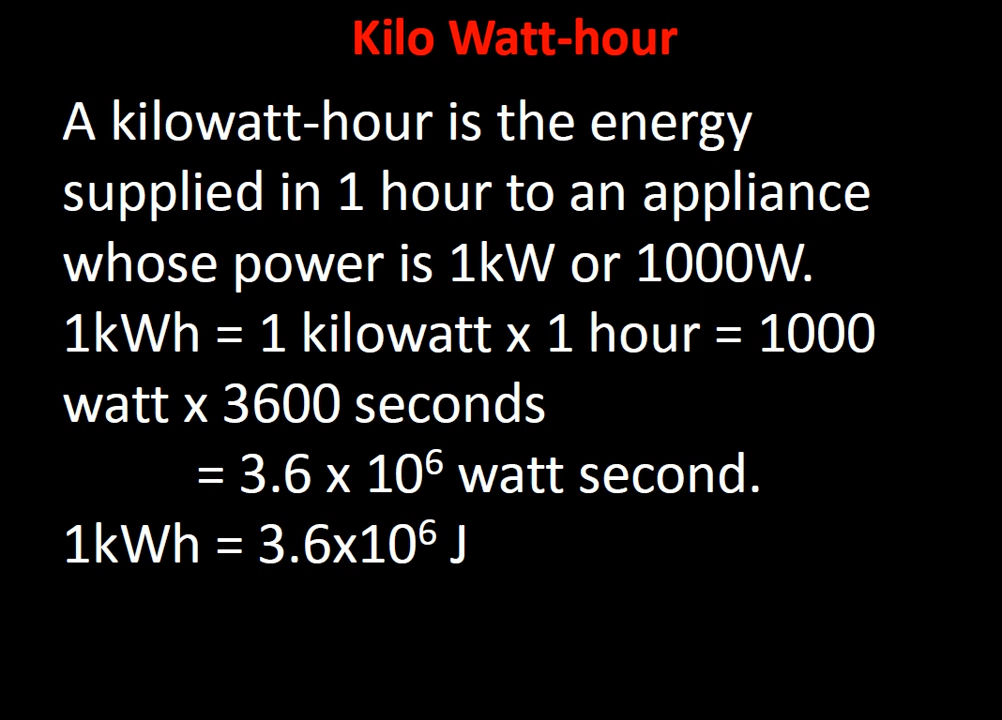 Kilo Watt-hour
A kilowatt-hour is the energy
supplied in 1 hour to an appliance
whose power is 1kW or 1000W.
1kWh = 1 kilowatt x 1 hour = 1000
watt x 3600 seconds
= 3.6 x 10⁶ watt second.
1kWh = 3.6x10⁶ J